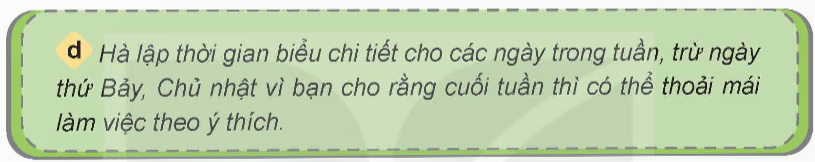 d Hà lập thời gian biểu chi tiết cho các ngày trong tuần, trừ ngày
thứ Bảy, Chủ nhật vì bạn cho rằng cuối tuần thì có thể thoải mái
làm việc theo ý thích.